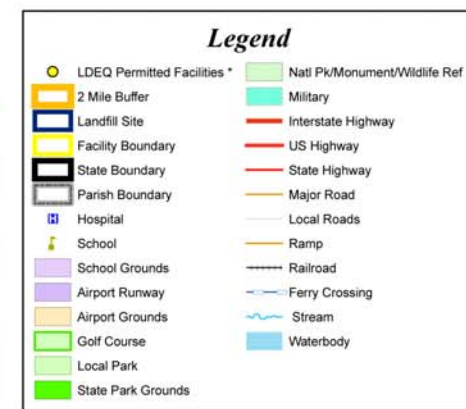 Legend
LDEQ Permitted Facilities *
2 Mile Buffer
Landfill Site
Facility Boundary
State Boundary
Parish Boundary
H Hospital
School
School Grounds
Airport Runway
Airport Grounds
Golf Course
Local Park
State Park Grounds
Natl Pk/Monument/Wildlife Ref
Military
Interstate Highway
US Highway
State Highway
Major Road
Local Roads
Ramp
Railroad
Ferry Crossing
Stream
Waterbody